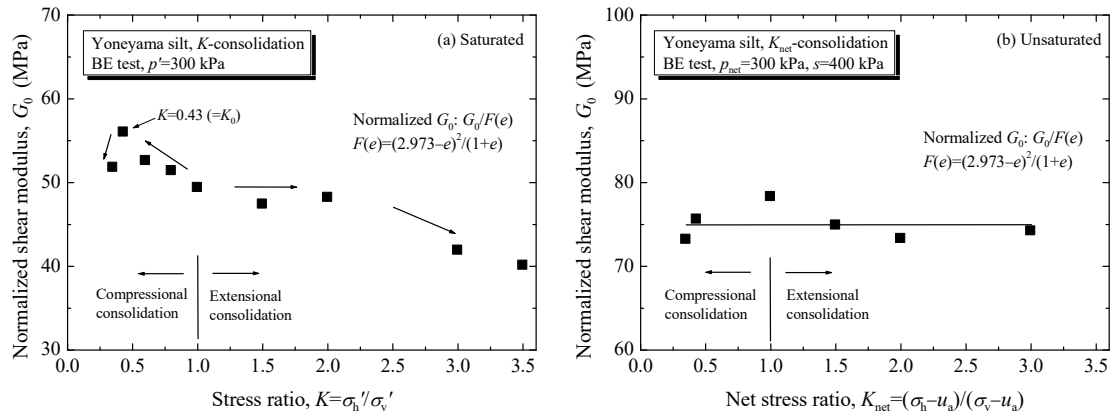 Yoneyama silt, K-consolidation
BE test, p′=300 kPa
(a) Saturated
K=0.43 (=K₀)
Normalized G₀: G₀/F(e)
F(e)=(2.973–e)²/(1+e)
Compressional
consolidation
Extensional
consolidation
Normalized shear modulus, G₀ (MPa)
70
60
50
40
30
0.0 0.5 1.0 1.5 2.0 2.5 3.0 3.5
Stress ratio, K=σₕ′/σᵥ′
Yoneyama silt, Kₙₑₜ-consolidation
BE test, pₙₑₜ=300 kPa, s=400 kPa
(b) Unsaturated
Normalized G₀: G₀/F(e)
F(e)=(2.973–e)²/(1+e)
Compressional
consolidation
Extensional
consolidation
Normalized shear modulus, G₀ (MPa)
100
90
80
70
60
0.0 0.5 1.0 1.5 2.0 2.5 3.0 3.5
Net stress ratio, Kₙₑₜ=(σₕ–uₐ)/(σᵥ–uₐ)